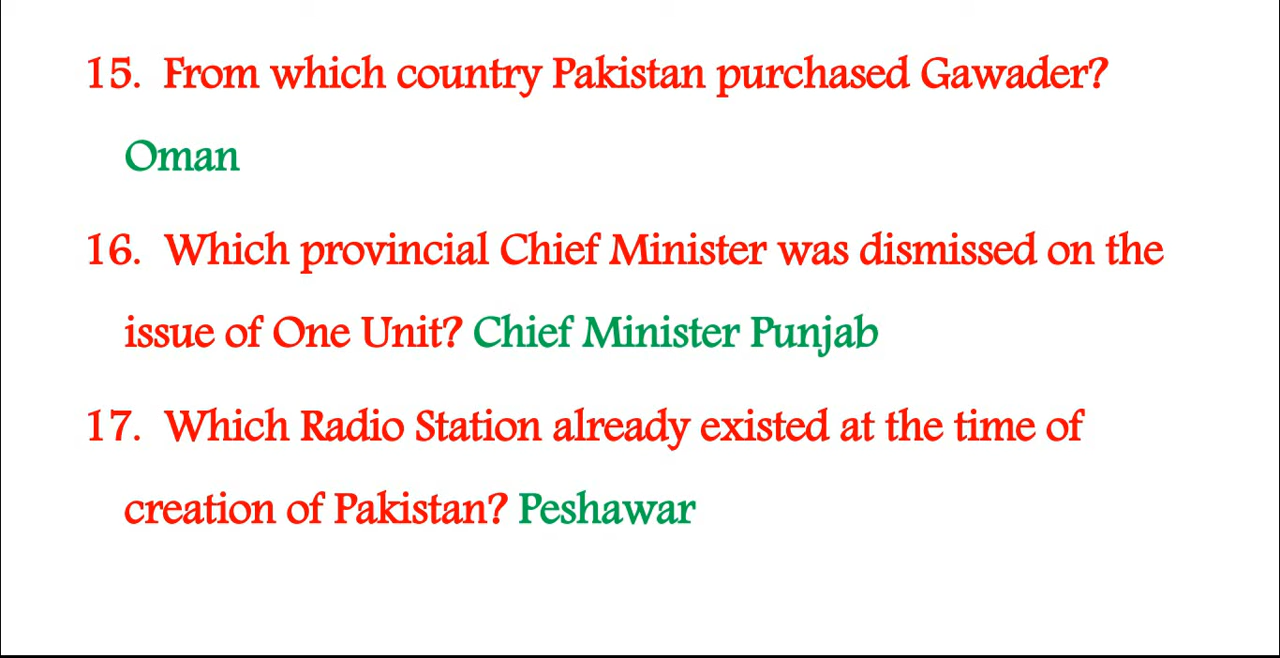 15. From which country Pakistan purchased Gawader?
Oman
16. Which provincial Chief Minister was dismissed on the
issue of One Unit? Chief Minister Punjab
17. Which Radio Station already existed at the time of
creation of Pakistan? Peshawar